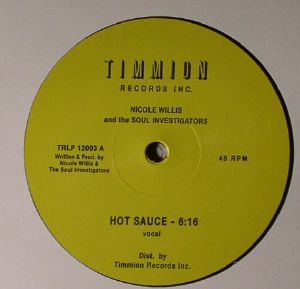 TIMMION
RECORDS INC.
NICOLE WILLIS
and the SOUL INVESTIGATORS
TRLP 12003 A
Written & Prod. by
Nicole Willis &
The Soul Investigators
45 RPM
HOT SAUCE - 6:16
vocal
Dist. by
Timmion Records Inc.